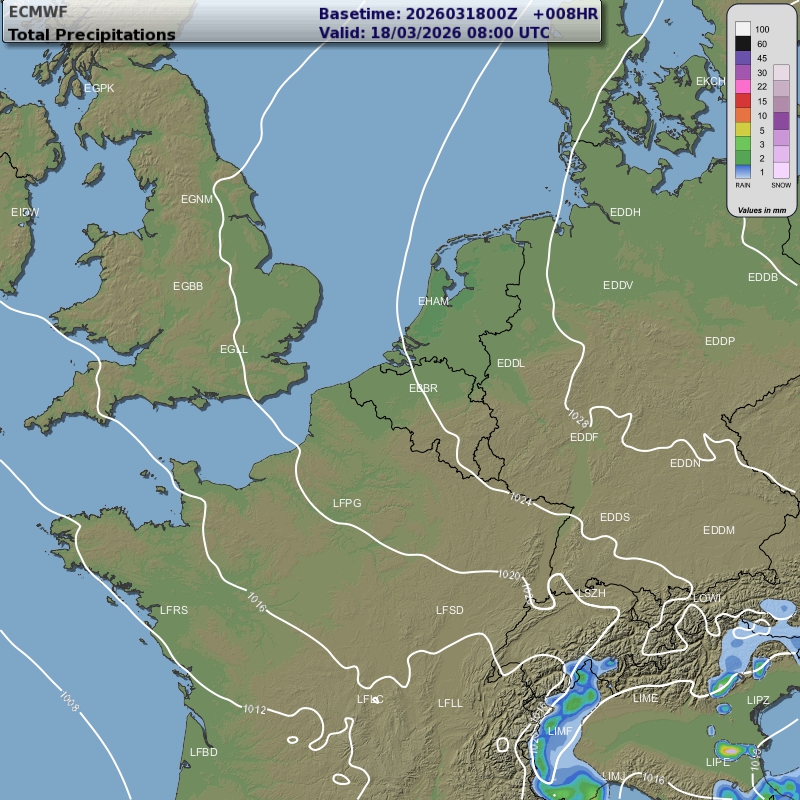 ECMWF
Basetime: 2026031800Z +008HR
Total Precipitations
Valid: 18/03/2026 08:00 UTC
100
60
45
30
22
15
10
5
3
2
1
RAIN SNOW
Values in mm
EGPK
EKCH
EIDW
EGNM
EDDH
EGBB
EDDV
EDDB
EHAM
EGLL
EDDP
EDDL
EBBR
1028
EDDF
EDDN
1024
LFPG
EDDS
EDDM
1020
LSZH
LOWI
1016
LFRS
LFSD
LFLC
LFLL
LIME
LIPZ
1008
1012
LIMF
LFBD
LIPE
LIMJ
1016